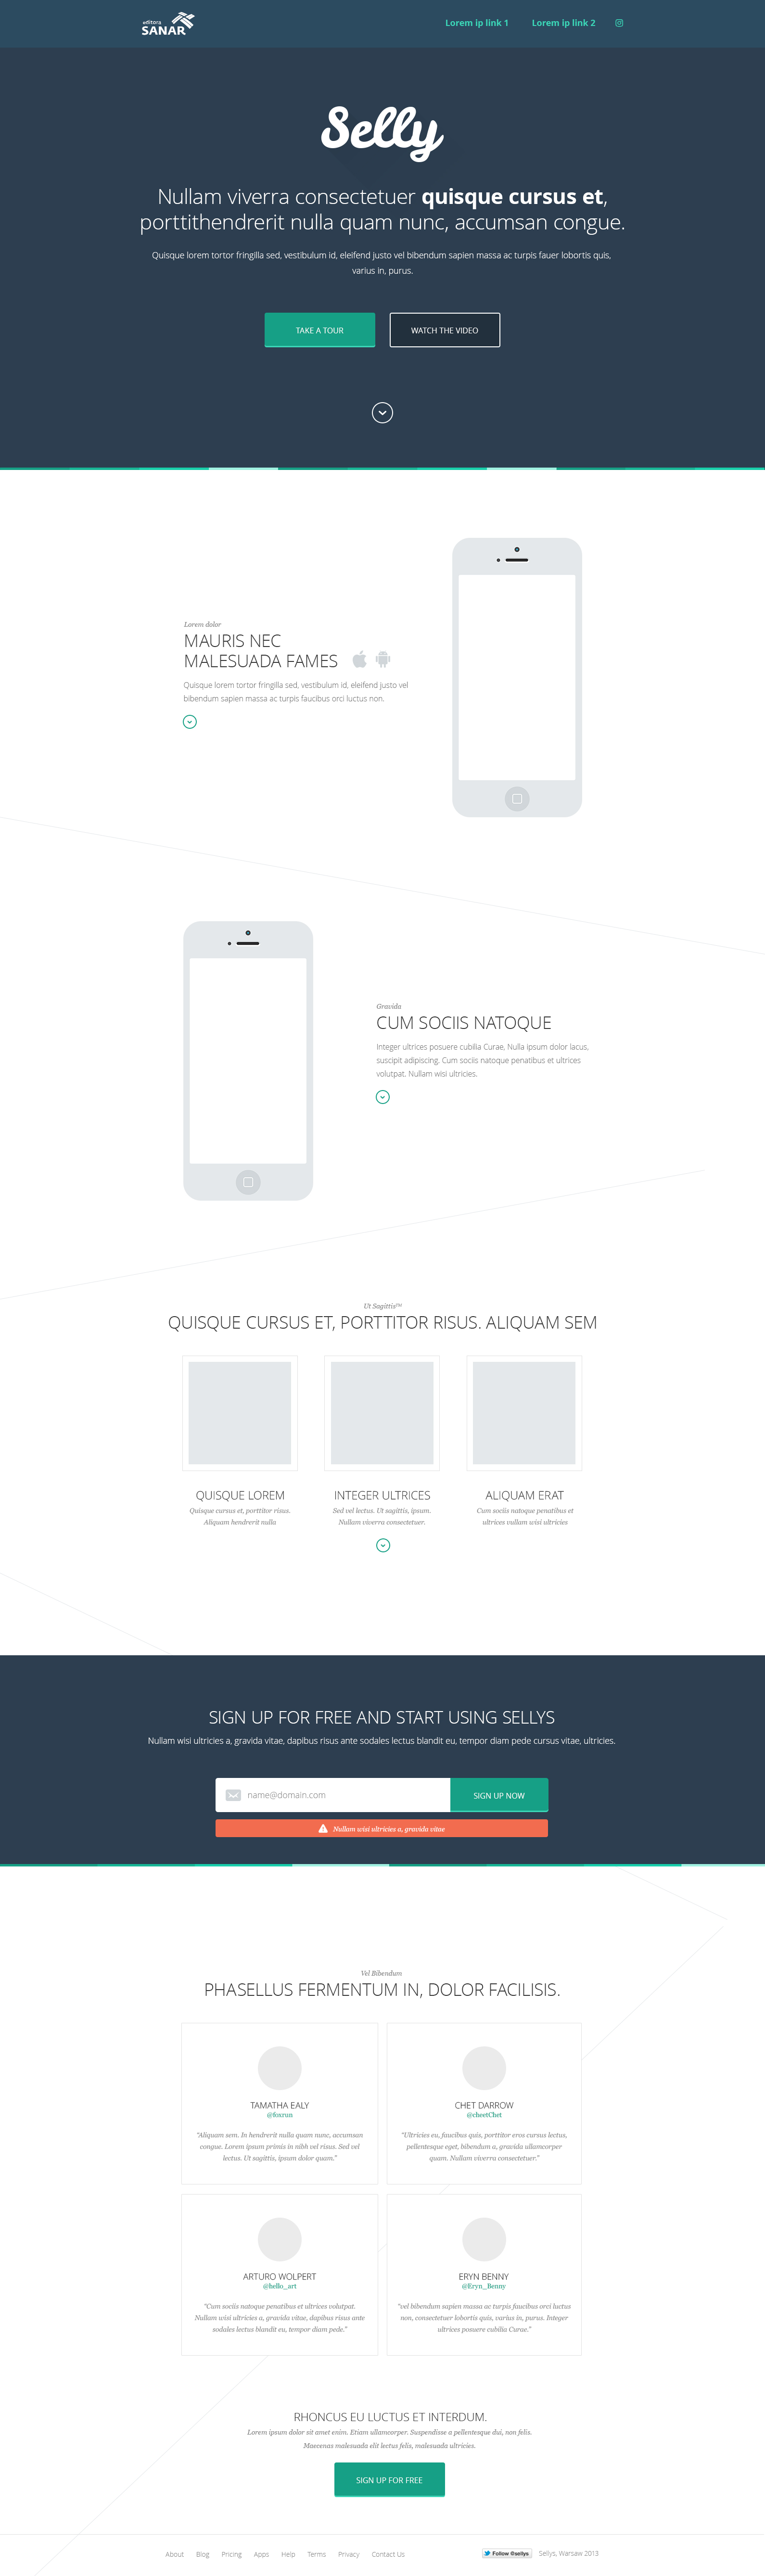 editora
SANAR
Lorem ip link 1
Lorem ip link 2
Selly
Nullam viverra consectetuer quisque cursus et,
porttithendrerit nulla quam nunc, accumsan congue.
Quisque lorem tortor fringilla sed, vestibulum id, eleifend justo vel bibendum sapien massa ac turpis fauer lobortis quis,
varius in, purus.
TAKE A TOUR
WATCH THE VIDEO
Lorem dolor
MAURIS NEC
MALESUADA FAMES
Quisque lorem tortor fringilla sed, vestibulum id, eleifend justo vel
bibendum sapien massa ac turpis faucibus orci luctus non.
Gravida
CUM SOCIIS NATOQUE
Integer ultrices posuere cubilia Curae, Nulla ipsum dolor lacus,
suscipit adipiscing. Cum sociis natoque penatibus et ultrices
volutpat. Nullam wisi ultricies.
Ut Sagittis™
QUISQUE CURSUS ET, PORTTITOR RISUS. ALIQUAM SEM
QUISQUE LOREM
Quisque cursus et, porttitor risus.
Aliquam hendrerit nulla
INTEGER ULTRICES
Sed vel lectus. Ut sagittis, ipsum.
Nullam viverra consectetuer.
ALIQUAM ERAT
Cum sociis natoque penatibus et
ultrices vullam wisi ultricies
SIGN UP FOR FREE AND START USING SELLYS
Nullam wisi ultricies a, gravida vitae, dapibus risus ante sodales lectus blandit eu, tempor diam pede cursus vitae, ultricies.
name@domain.com
SIGN UP NOW
Nullam wisi ultricies a, gravida vitae
Vel Bibendum
PHASELLUS FERMENTUM IN, DOLOR FACILISIS.
TAMATHA EALY
@foxrun
"Aliquam sem. In hendrerit nulla quam nunc, accumsan
congue. Lorem ipsum primis in nibh vel risus. Sed vel
lectus. Ut sagittis, ipsum dolor quam."
CHET DARROW
@cheetChet
"Ultricies eu, faucibus quis, porttitor eros cursus lectus,
pellentesque eget, bibendum a, gravida ullamcorper
quam. Nullam viverra consectetuer."
ARTURO WOLPERT
@hello_art
"Cum sociis natoque penatibus et ultrices volutpat.
Nullam wisi ultricies a, gravida vitae, dapibus risus ante
sodales lectus blandit eu, tempor diam pede."
ERYN BENNY
@Eryn_Benny
"vel bibendum sapien massa ac turpis faucibus orci luctus
non, consectetuer lobortis quis, varius in, purus. Integer
ultrices posuere cubilia Curae."
RHONCUS EU LUCTUS ET INTERDUM.
Lorem ipsum dolor sit amet enim. Etiam ullamcorper. Suspendisse a pellentesque dui, non felis.
Maecenas malesuada elit lectus felis, malesuada ultricies.
SIGN UP FOR FREE
About Blog Pricing Apps Help Terms Privacy Contact Us
Follow @sellys
Sellys, Warsaw 2013